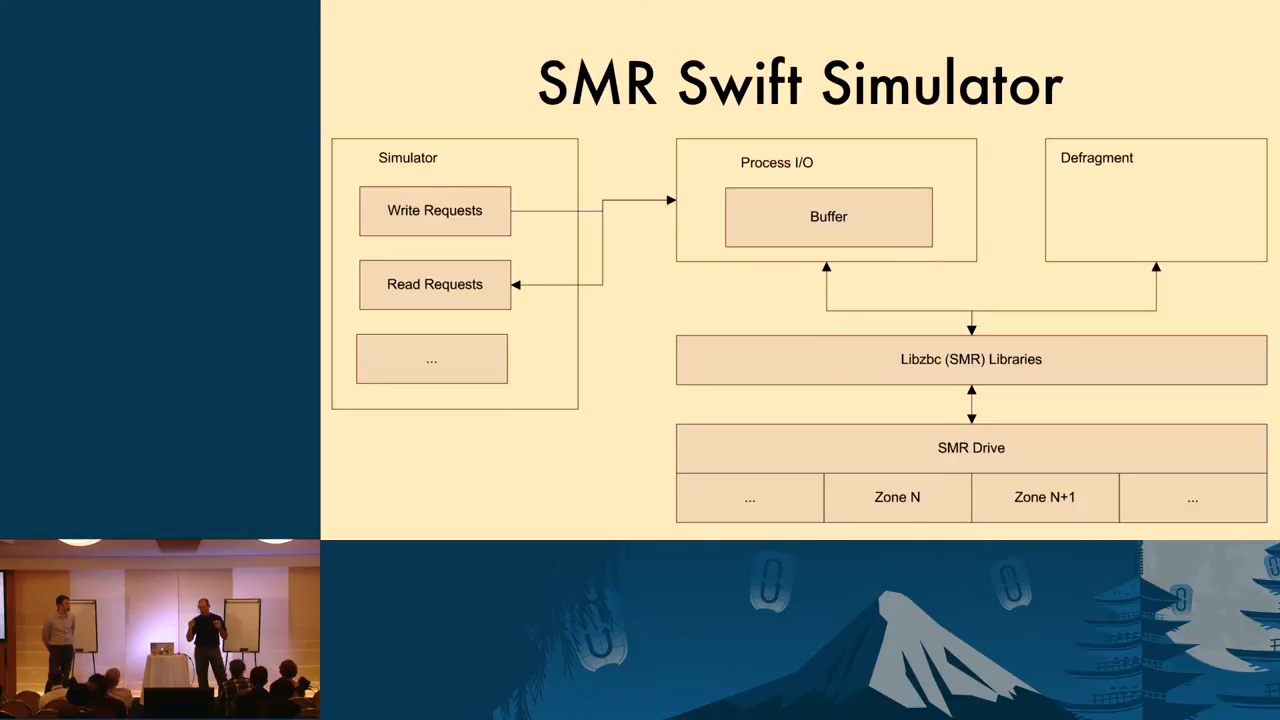 SMR Swift Simulator
Simulator
Write Requests
Read Requests
...
Process I/O
Buffer
Defragment
Libzbc (SMR) Libraries
SMR Drive
...
Zone N
Zone N+1
...